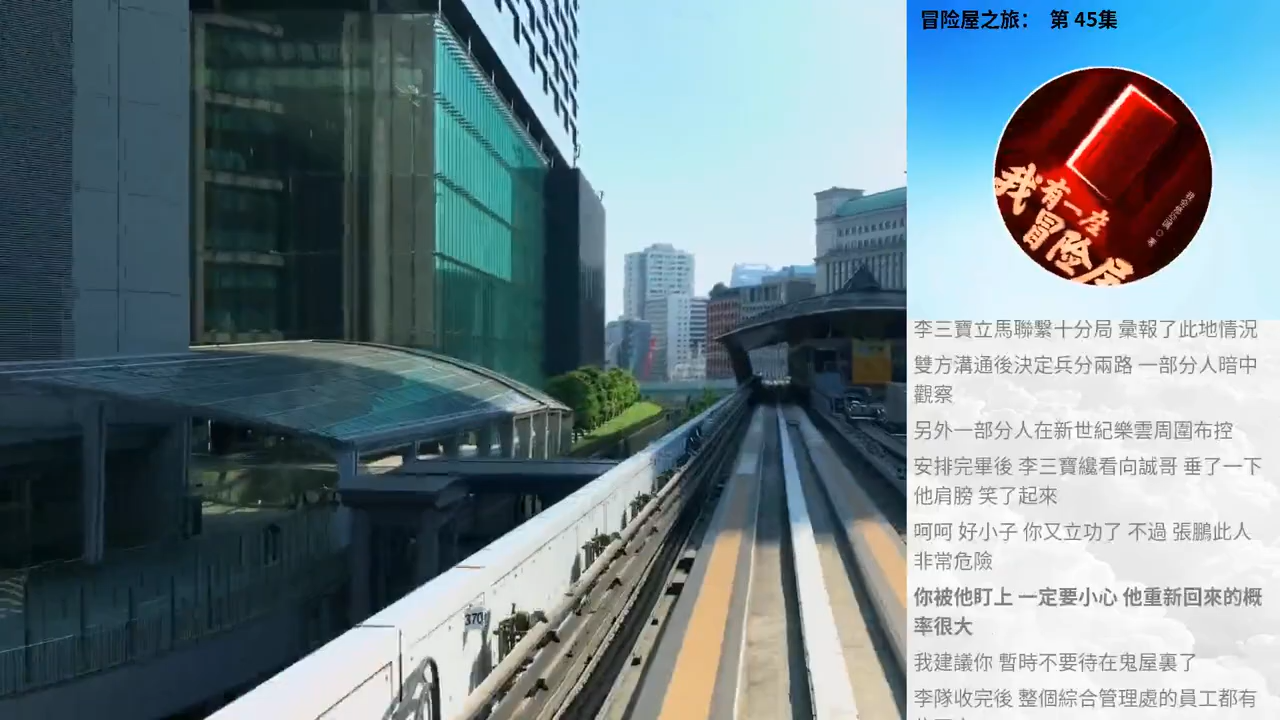 冒险屋之旅： 第 45集
我有一座
冒险屋
李三寶立馬聯繫十分局 彙報了此地情況
雙方溝通後決定兵分兩路 一部分人暗中
觀察
另外一部分人在新世紀樂雲周圍布控
安排完畢後 李三寶纔看向誠哥 垂了一下
他肩膀 笑了起來
呵呵 好小子 你又立功了 不過 張鵬此人
非常危險
你被他盯上 一定要小心 他重新回來的概
率很大
我建議你 暫時不要待在鬼屋裏了
李隊收完後 整個綜合管理處的員工都有
370